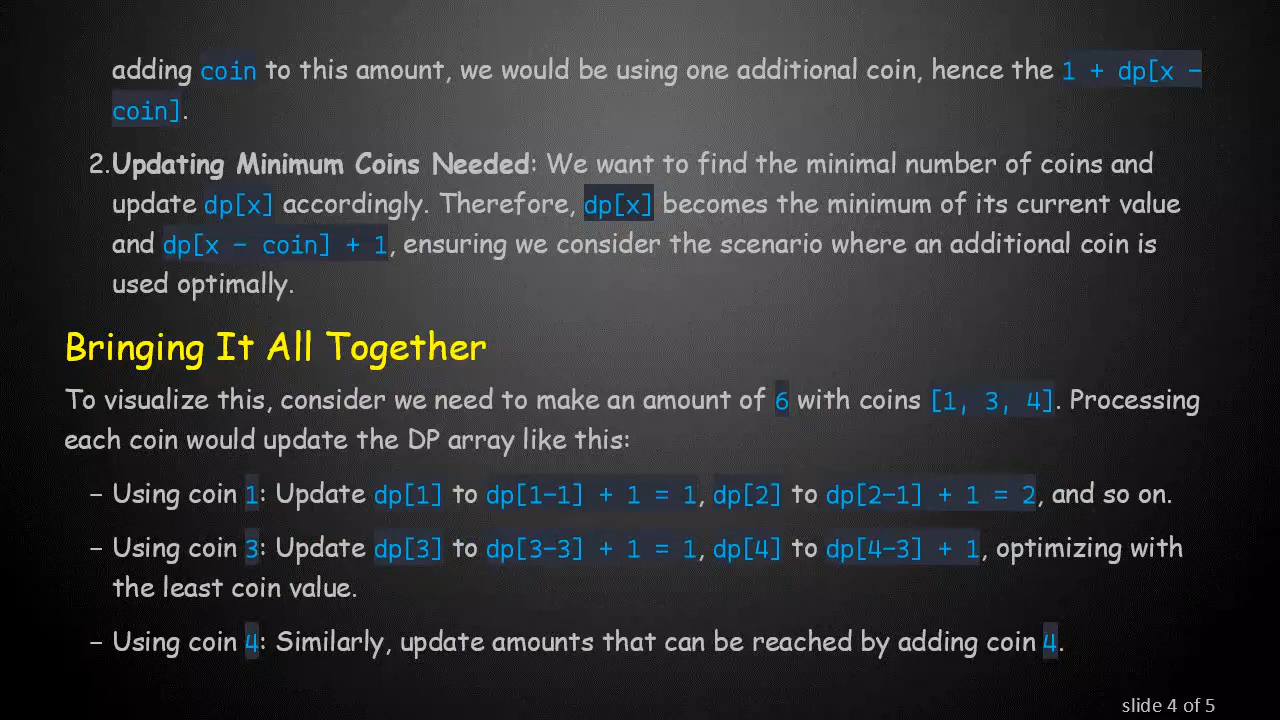 adding coin to this amount, we would be using one additional coin, hence the 1 + dp[x −
coin].
2. Updating Minimum Coins Needed: We want to find the minimal number of coins and
update dp[x] accordingly. Therefore, dp[x] becomes the minimum of its current value
and dp[x − coin] + 1, ensuring we consider the scenario where an additional coin is
used optimally.
Bringing It All Together
To visualize this, consider we need to make an amount of 6 with coins [1, 3, 4]. Processing
each coin would update the DP array like this:
– Using coin 1: Update dp[1] to dp[1−1] + 1 = 1, dp[2] to dp[2−1] + 1 = 2, and so on.
– Using coin 3: Update dp[3] to dp[3−3] + 1 = 1, dp[4] to dp[4−3] + 1, optimizing with
the least coin value.
– Using coin 4: Similarly, update amounts that can be reached by adding coin 4.
slide 4 of 5